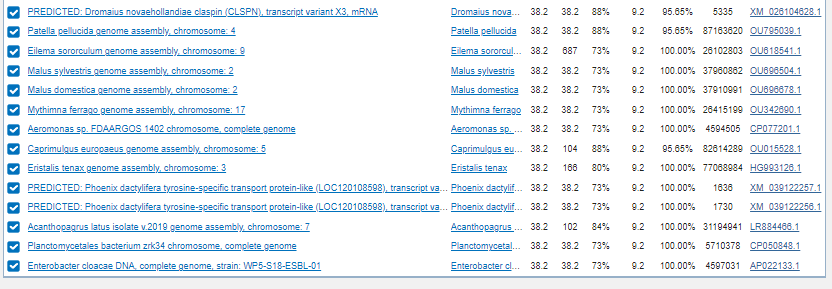 PREDICTED: Dromaius novaehollandiae claspin (CLSPN), transcript variant X3, mRNA Dromaius nova... 38.2 38.2 88% 9.2 95.65% 5335 XM_026104628.1
Patella pellucida genome assembly, chromosome: 4 Patella pellucida 38.2 38.2 88% 9.2 95.65% 87163620 OU795039.1
Eilema sororculum genome assembly, chromosome: 9 Eilema sororcul... 38.2 687 73% 9.2 100.00% 26102803 OU618541.1
Malus sylvestris genome assembly, chromosome: 2 Malus sylvestris 38.2 38.2 73% 9.2 100.00% 37960862 OU696504.1
Malus domestica genome assembly, chromosome: 2 Malus domestica 38.2 38.2 73% 9.2 100.00% 37910991 OU696678.1
Mythimna ferrago genome assembly, chromosome: 17 Mythimna ferrago 38.2 38.2 73% 9.2 100.00% 26415199 OU342690.1
Aeromonas sp. FDAARGOS 1402 chromosome, complete genome Aeromonas sp. ... 38.2 38.2 73% 9.2 100.00% 4594505 CP077201.1
Caprimulgus europaeus genome assembly, chromosome: 5 Caprimulgus eu... 38.2 104 88% 9.2 95.65% 82614289 OU015528.1
Eristalis tenax genome assembly, chromosome: 3 Eristalis tenax 38.2 166 80% 9.2 100.00% 77068984 HG993126.1
PREDICTED: Phoenix dactylifera tyrosine-specific transport protein-like (LOC120108598), transcript va... Phoenix dactylif... 38.2 38.2 73% 9.2 100.00% 1636 XM_039122257.1
PREDICTED: Phoenix dactylifera tyrosine-specific transport protein-like (LOC120108598), transcript va... Phoenix dactylif... 38.2 38.2 73% 9.2 100.00% 1730 XM_039122256.1
Acanthopagrus latus isolate v.2019 genome assembly, chromosome: 7 Acanthopagrus ... 38.2 102 84% 9.2 100.00% 31194941 LR884466.1
Planctomycetales bacterium zrk34 chromosome, complete genome Planctomycetal... 38.2 38.2 73% 9.2 100.00% 5710378 CP050848.1
Enterobacter cloacae DNA, complete genome, strain: WP5-S18-ESBL-01 Enterobacter cl... 38.2 38.2 73% 9.2 100.00% 4597031 AP022133.1